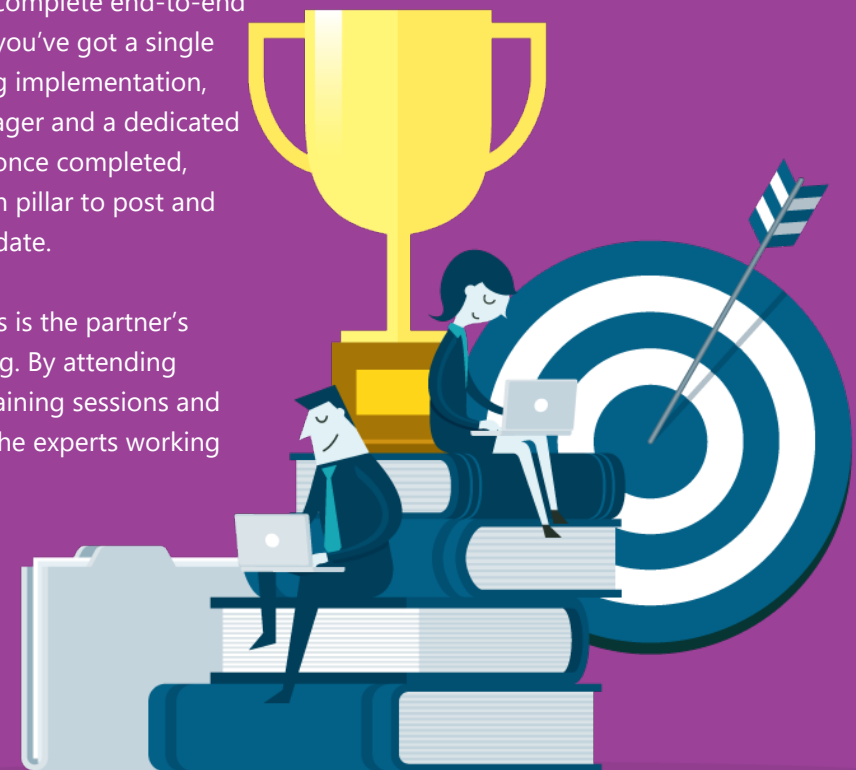 complete end-to-end
you've got a single
g implementation,
ager and a dedicated
once completed,
n pillar to post and
date.
s is the partner's
g. By attending
aining sessions and
he experts working